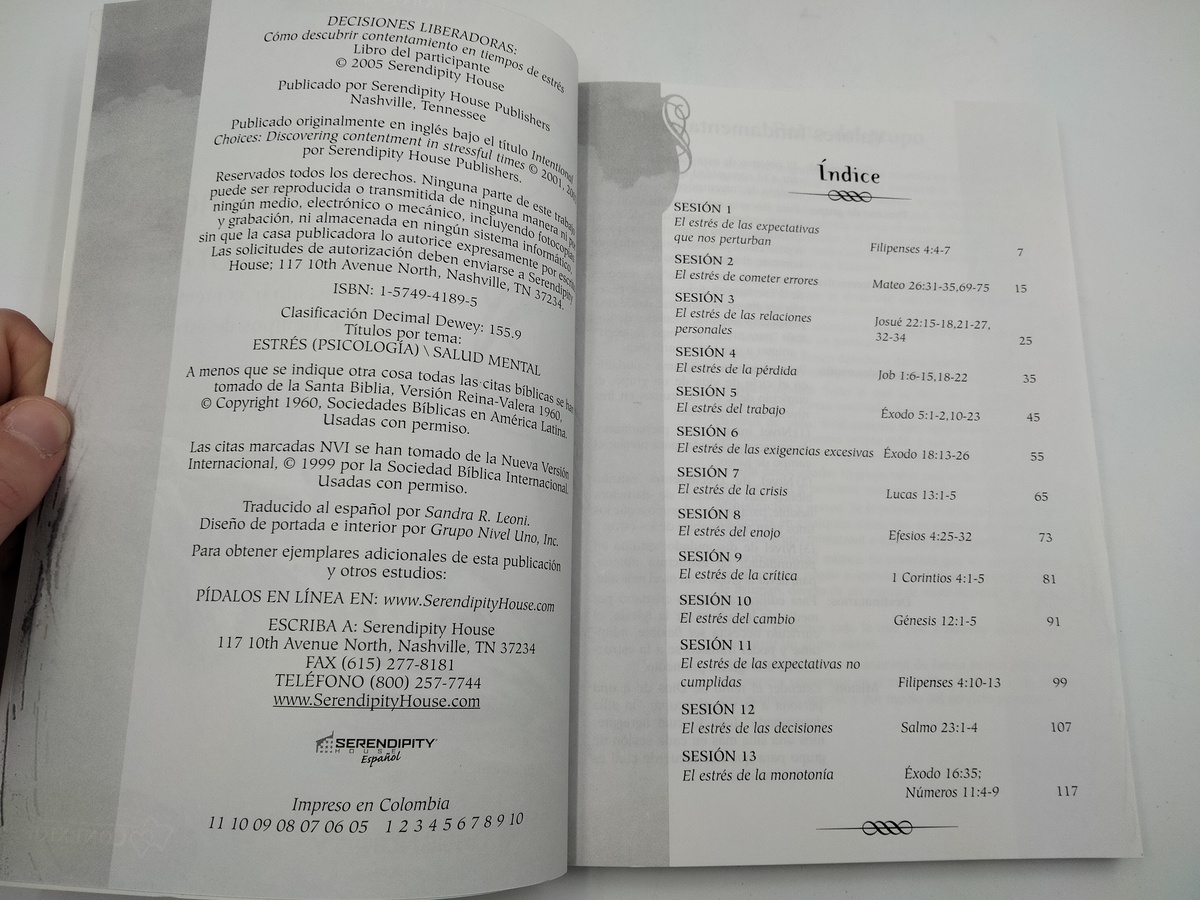 DECISIONES LIBERADORAS:
Cómo descubrir contentamiento en tiempos de estrés
Libro del participante
© 2005 Serendipity House
Publicado por Serendipity House Publishers
Nashville, Tennessee
Publicado originalmente en inglés bajo el título Intentional
Choices: Discovering contentment in stressful times © 2001,
por Serendipity House Publishers.
Reservados todos los derechos. Ninguna parte de este trabajo
puede ser reproducida o transmitida de ninguna manera ni por
ningún medio, electrónico o mecánico, incluyendo fotocopias
y grabación, ni almacenada en ningún sistema informático,
sin que la casa publicadora lo autorice expresamente por escrito.
Las solicitudes de autorización deben enviarse a Serendipity
House; 117 10th Avenue North, Nashville, TN 37234.
ISBN: 1-5749-4189-5
Clasificación Decimal Dewey: 155.9
Títulos por tema:
ESTRÉS (PSICOLOGÍA) \ SALUD MENTAL
A menos que se indique otra cosa todas las citas bíblicas se han
tomado de la Santa Biblia, Versión Reina-Valera 1960,
© Copyright 1960, Sociedades Bíblicas en América Latina.
Usadas con permiso.
Las citas marcadas NVI se han tomado de la Nueva Versión
Internacional, © 1999 por la Sociedad Bíblica Internacional.
Usadas con permiso.
Traducido al español por Sandra R. Leoni.
Diseño de portada e interior por Grupo Nivel Uno, Inc.
Para obtener ejemplares adicionales de esta publicación
y otros estudios:
PÍDALOS EN LÍNEA EN: www.SerendipityHouse.com
ESCRIBA A: Serendipity House
117 10th Avenue North, Nashville, TN 37234
FAX (615) 277-8181
TELÉFONO (800) 257-7744
www.SerendipityHouse.com
SERENDIPITY
HOUSE
Español
Impreso en Colombia
11 10 09 08 07 06 05 1 2 3 4 5 6 7 8 9 10
Índice
SESIÓN 1
El estrés de las expectativas
que nos perturban Filipenses 4:4-7 7
SESIÓN 2
El estrés de cometer errores Mateo 26:31-35,69-75 15
SESIÓN 3
El estrés de las relaciones Josué 22:15-18,21-27,
personales 32-34 25
SESIÓN 4
El estrés de la pérdida Job 1:6-15,18-22 35
SESIÓN 5
El estrés del trabajo Éxodo 5:1-2,10-23 45
SESIÓN 6
El estrés de las exigencias excesivas Éxodo 18:13-26 55
SESIÓN 7
El estrés de la crisis Lucas 13:1-5 65
SESIÓN 8
El estrés del enojo Efesios 4:25-32 73
SESIÓN 9
El estrés de la crítica 1 Corintios 4:1-5 81
SESIÓN 10
El estrés del cambio Génesis 12:1-5 91
SESIÓN 11
El estrés de las expectativas no
cumplidas Filipenses 4:10-13 99
SESIÓN 12
El estrés de las decisiones Salmo 23:1-4 107
SESIÓN 13
El estrés de la monotonía Éxodo 16:35;
Números 11:4-9 117